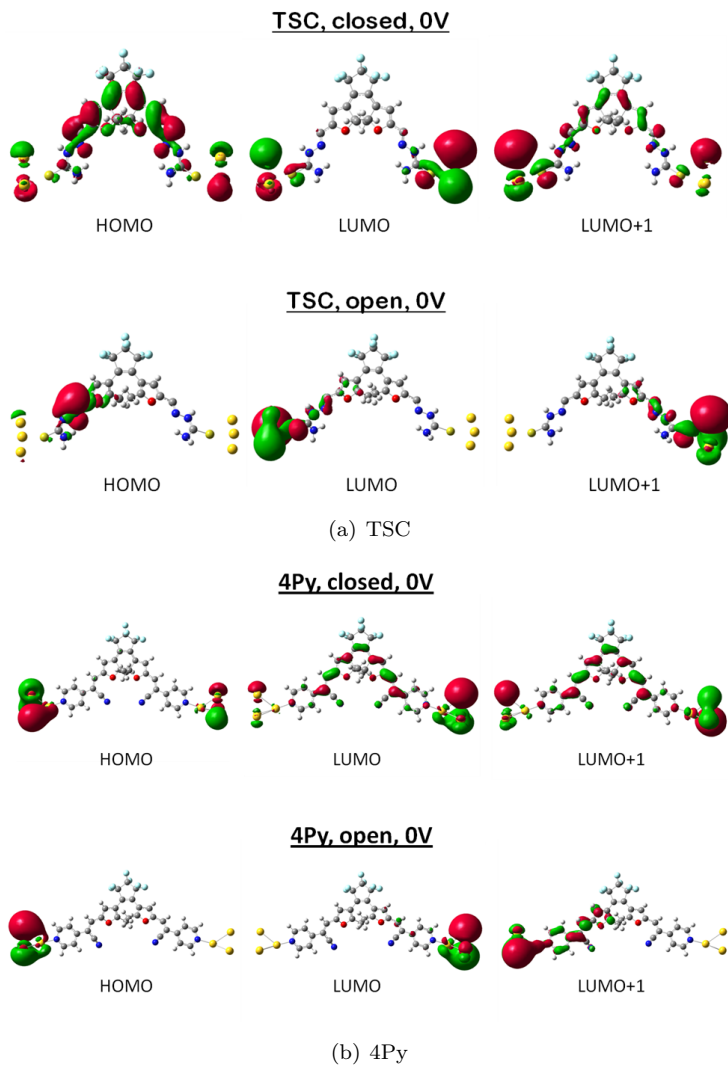 TSC, closed, 0V
HOMO LUMO LUMO+1
TSC, open, 0V
HOMO LUMO LUMO+1
(a) TSC
4Py, closed, 0V
HOMO LUMO LUMO+1
4Py, open, 0V
HOMO LUMO LUMO+1
(b) 4Py